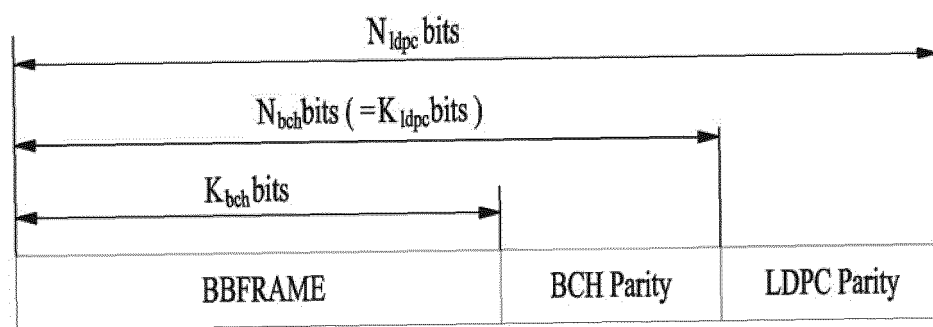 N_ldpc bits
N_bch bits ( =K_ldpc bits )
K_bch bits
BBFRAME BCH Parity LDPC Parity